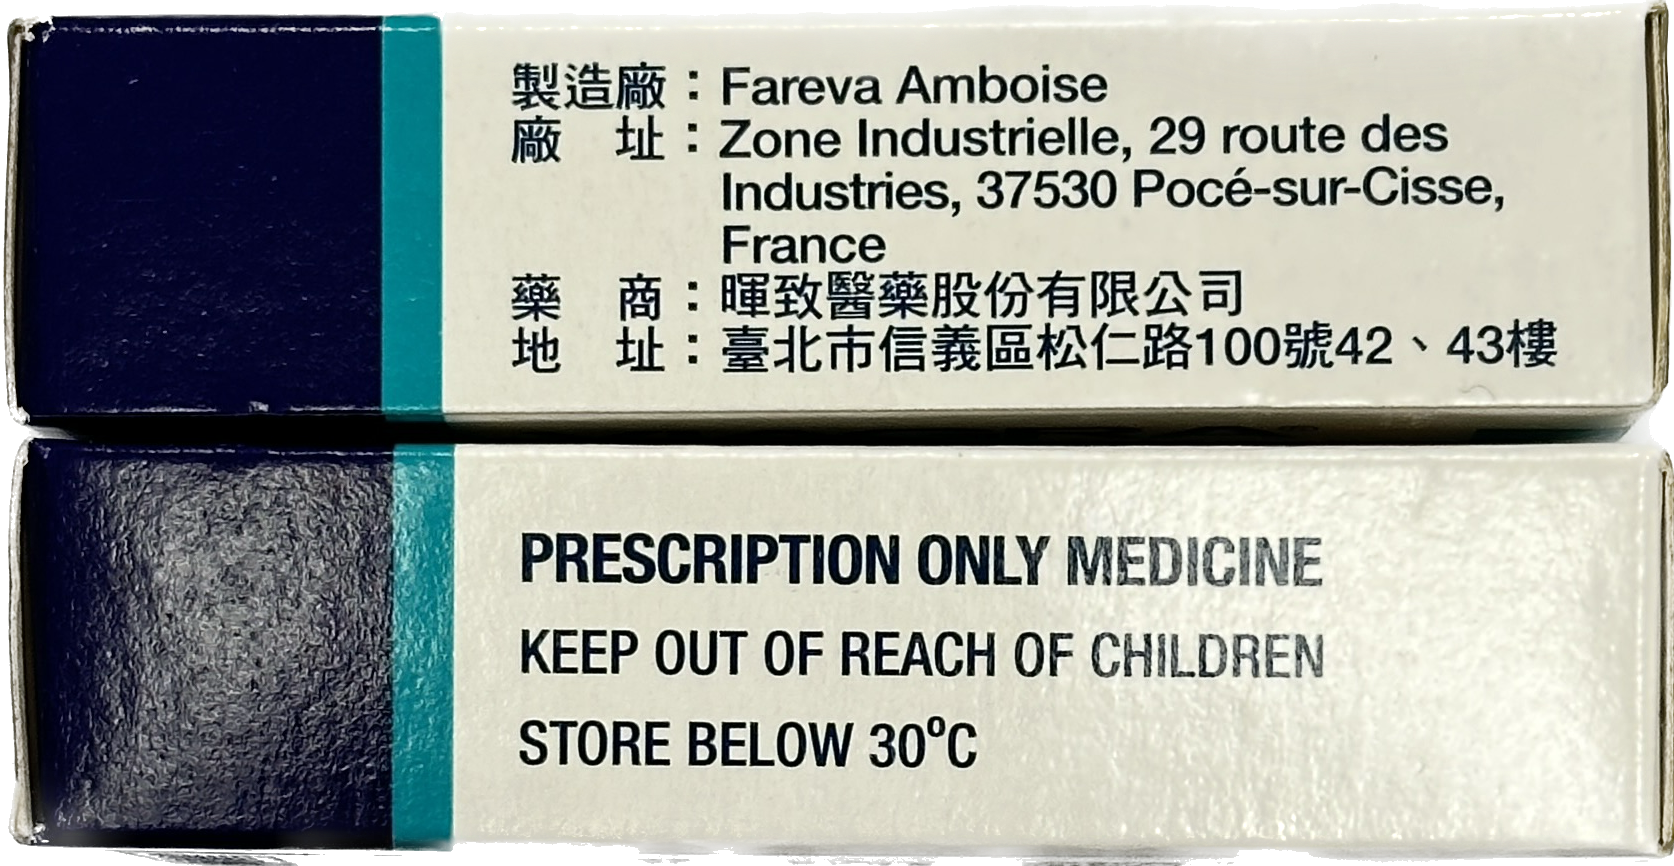 製造廠：Fareva Amboise
廠　址：Zone Industrielle, 29 route des
Industries, 37530 Pocé-sur-Cisse,
France
藥　商：暉致醫藥股份有限公司
地　址：臺北市信義區松仁路100號42、43樓
PRESCRIPTION ONLY MEDICINE
KEEP OUT OF REACH OF CHILDREN
STORE BELOW 30ºC